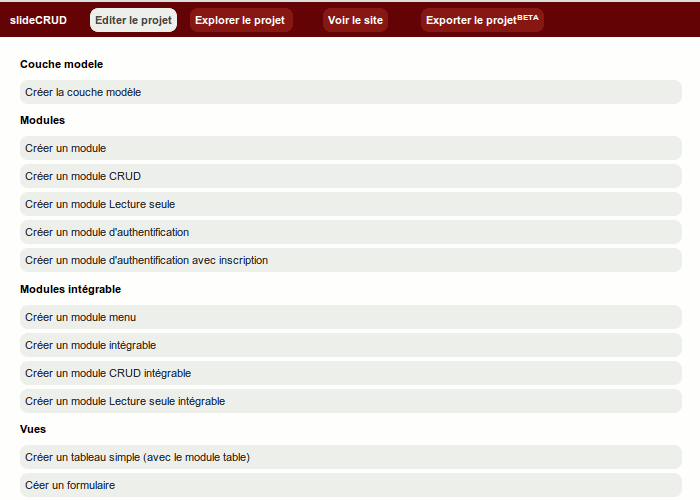 slideCRUD Editer le projet Explorer le projet Voir le site Exporter le projetBETA
Couche modele
Créer la couche modèle
Modules
Créer un module
Créer un module CRUD
Créer un module Lecture seule
Créer un module d'authentification
Créer un module d'authentification avec inscription
Modules intégrable
Créer un module menu
Créer un module intégrable
Créer un module CRUD intégrable
Créer un module Lecture seule intégrable
Vues
Créer un tableau simple (avec le module table)
Céer un formulaire